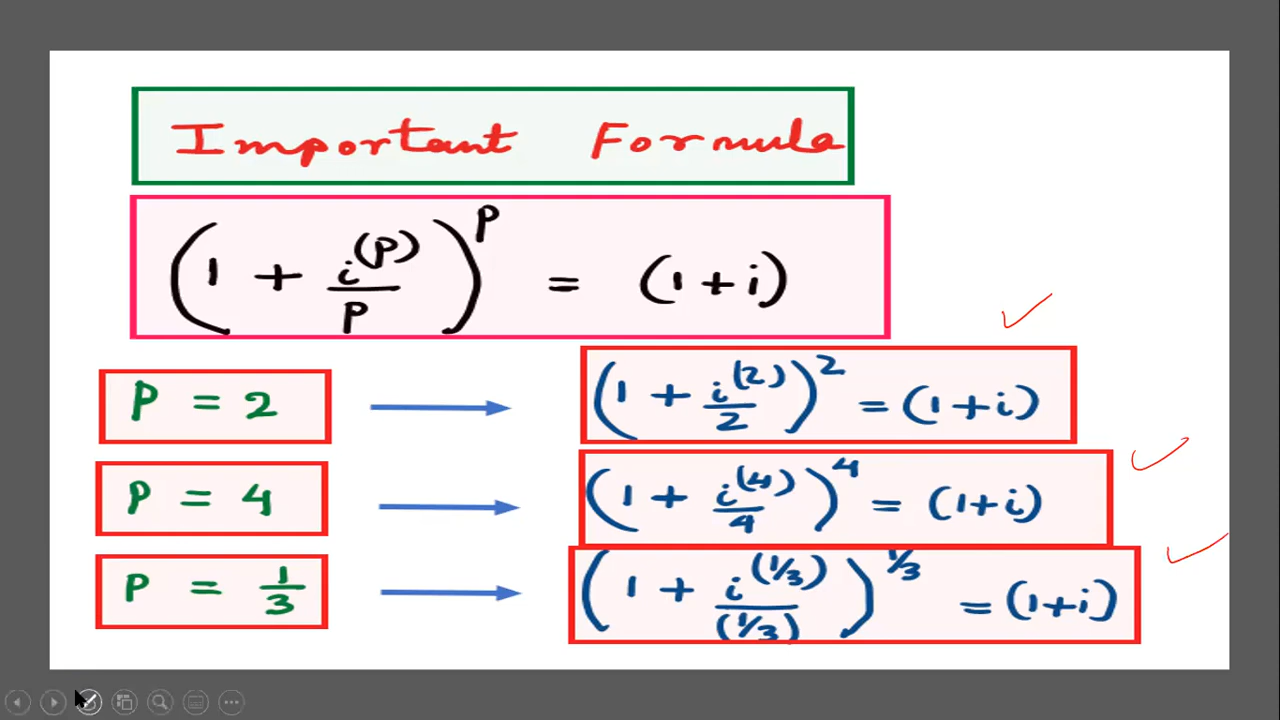 Important Formula
(1 + i^(p)/p)^p = (1+i)
P = 2 → (1 + i^(2)/2)^2 = (1+i)
P = 4 → (1 + i^(4)/4)^4 = (1+i)
P = 1/3 → (1 + i^(1/3)/(1/3))^1/3 = (1+i)